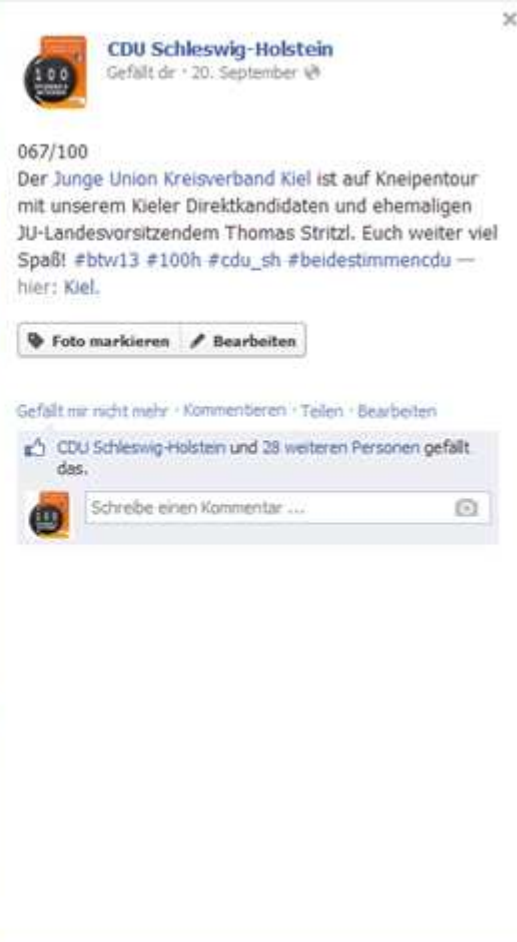 CDU Schleswig-Holstein
Gefällt dir · 20. September
100
067/100
Der Junge Union Kreisverband Kiel ist auf Kneipentour
mit unserem Kieler Direktkandidaten und ehemaligen
JU-Landesvorsitzendem Thomas Stritzl. Euch weiter viel
Spaß! #btw13 #100h #cdu_sh #beidestimmencdu —
hier: Kiel.
Foto markieren Bearbeiten
Gefällt mir nicht mehr · Kommentieren · Teilen · Bearbeiten
CDU Schleswig-Holstein und 28 weiteren Personen gefällt
das.
Schreibe einen Kommentar ...